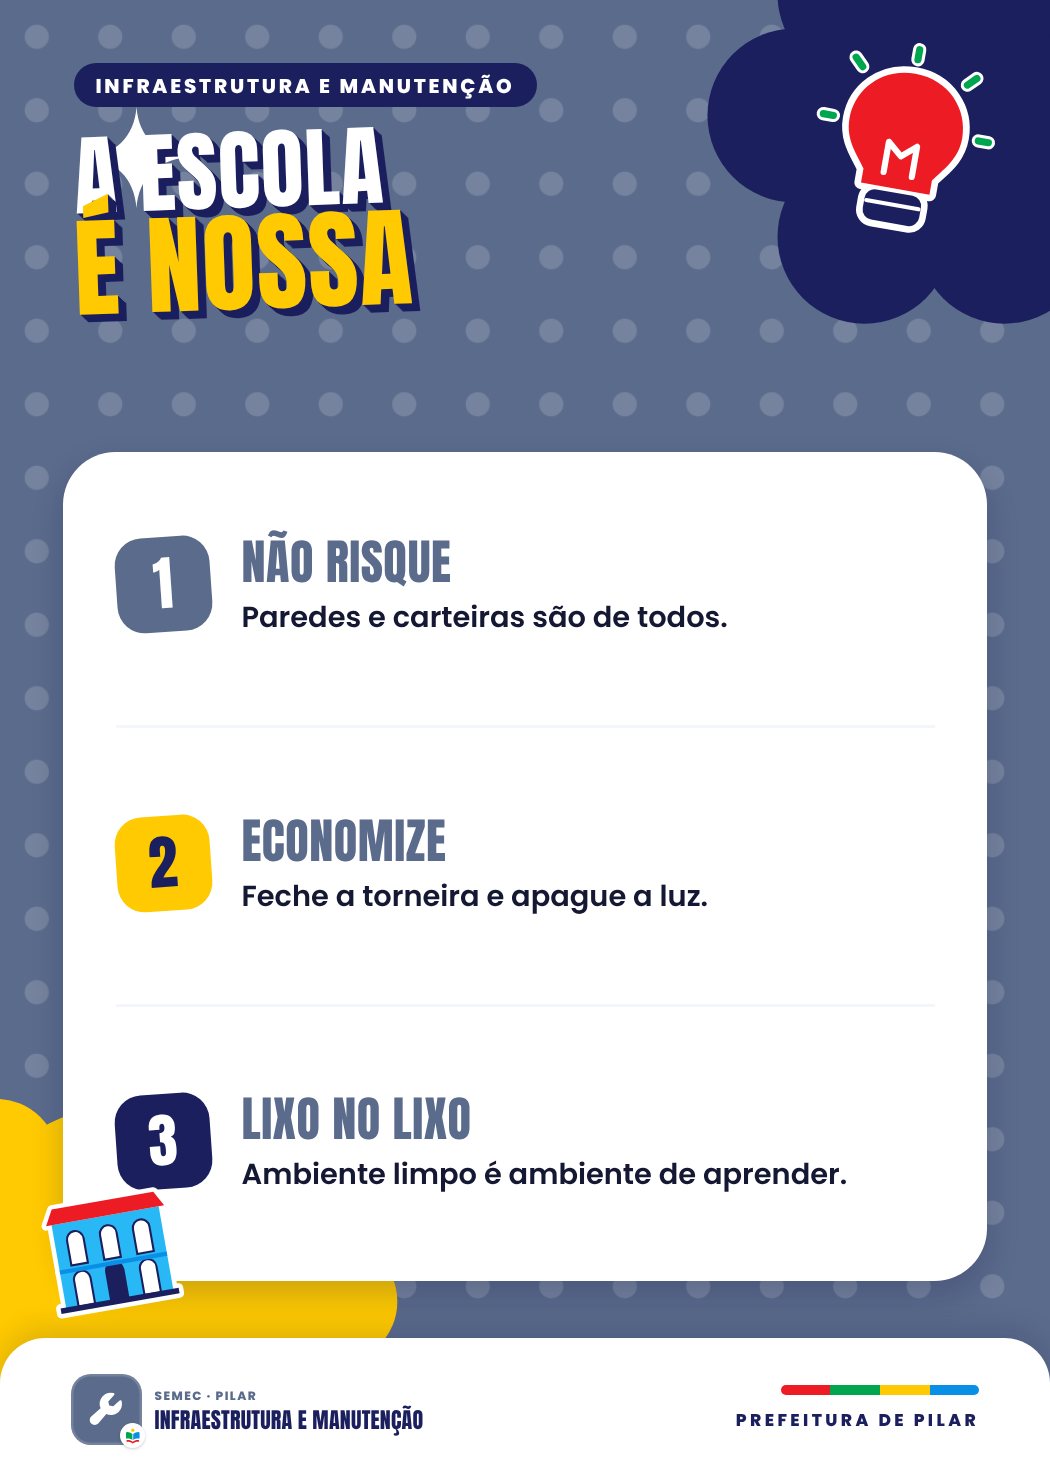 INFRAESTRUTURA E MANUTENÇÃO
A ESCOLA
É NOSSA
M
1
NÃO RISQUE
Paredes e carteiras são de todos.
2
ECONOMIZE
Feche a torneira e apague a luz.
3
LIXO NO LIXO
Ambiente limpo é ambiente de aprender.
SEMEC · PILAR
INFRAESTRUTURA E MANUTENÇÃO
PREFEITURA DE PILAR